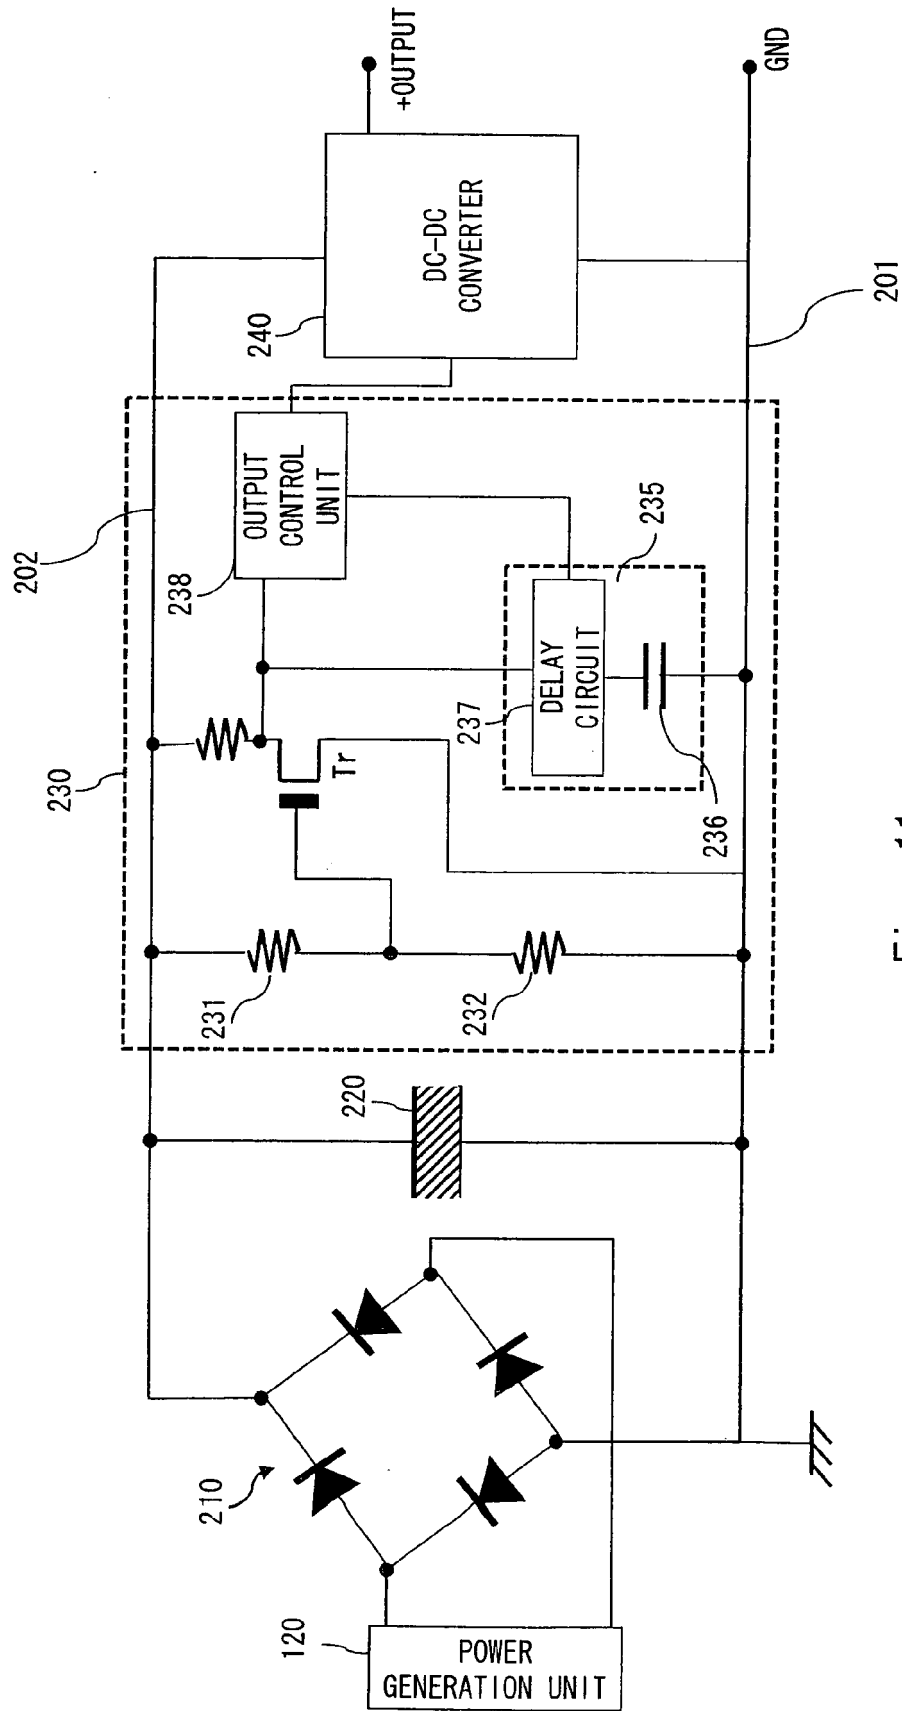 120
POWER
GENERATION UNIT
210
220
230
231
232
Tr
202
238
OUTPUT
CONTROL
UNIT
237
DELAY
CIRCUIT
235
236
240
DC-DC
CONVERTER
+OUTPUT
GND
201